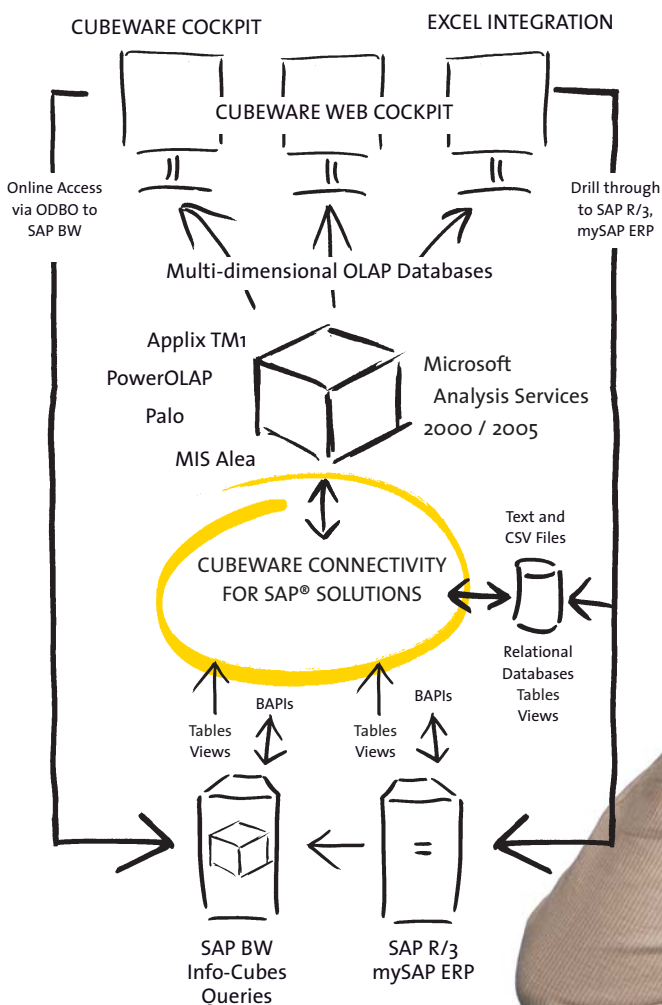 CUBEWARE COCKPIT
EXCEL INTEGRATION
CUBEWARE WEB COCKPIT
Online Access
via ODBO to
SAP BW
Drill through
to SAP R/3,
mySAP ERP
Multi-dimensional OLAP Databases
Applix TM1
PowerOLAP
Palo
MIS Alea
Microsoft
Analysis Services
2000 / 2005
Text and
CSV Files
CUBEWARE CONNECTIVITY
FOR SAP® SOLUTIONS
Relational
Databases
Tables
Views
Tables
Views
BAPIs
Tables
Views
BAPIs
SAP BW
Info-Cubes
Queries
SAP R/3
mySAP ERP